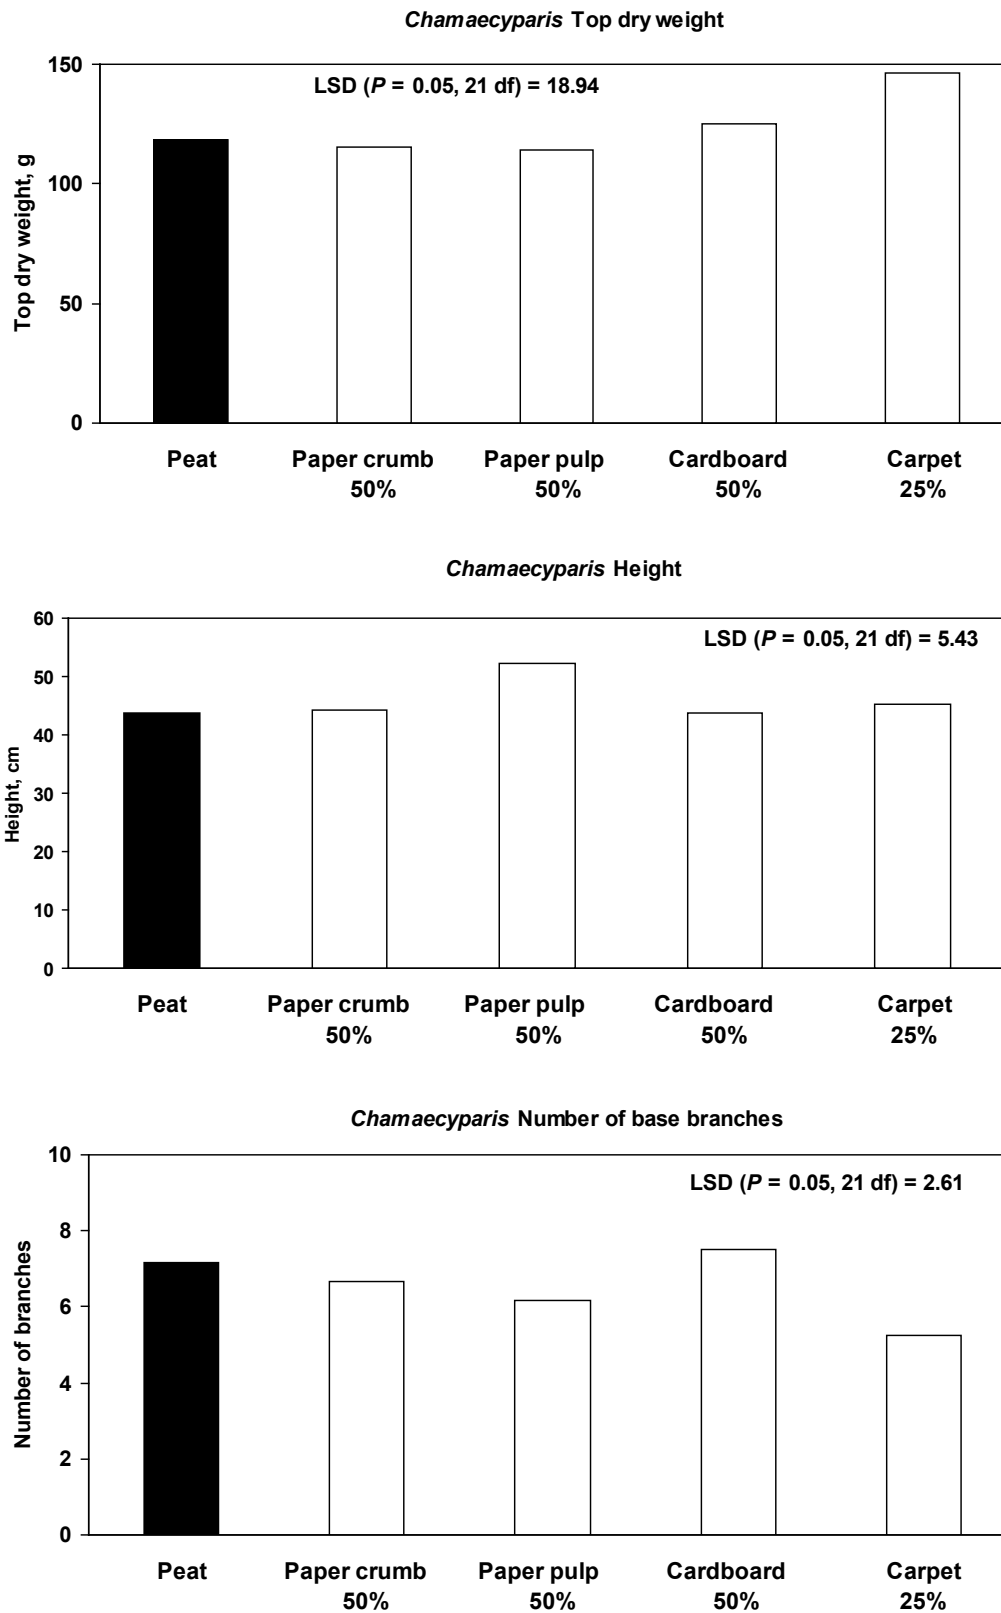 Chamaecyparis Top dry weight
LSD (P = 0.05, 21 df) = 18.94
Top dry weight, g
150
100
50
0
Peat Paper crumb Paper pulp Cardboard Carpet
50% 50% 50% 25%
Chamaecyparis Height
LSD (P = 0.05, 21 df) = 5.43
Height, cm
60
50
40
30
20
10
0
Peat Paper crumb Paper pulp Cardboard Carpet
50% 50% 50% 25%
Chamaecyparis Number of base branches
LSD (P = 0.05, 21 df) = 2.61
Number of branches
10
8
6
4
2
0
Peat Paper crumb Paper pulp Cardboard Carpet
50% 50% 50% 25%